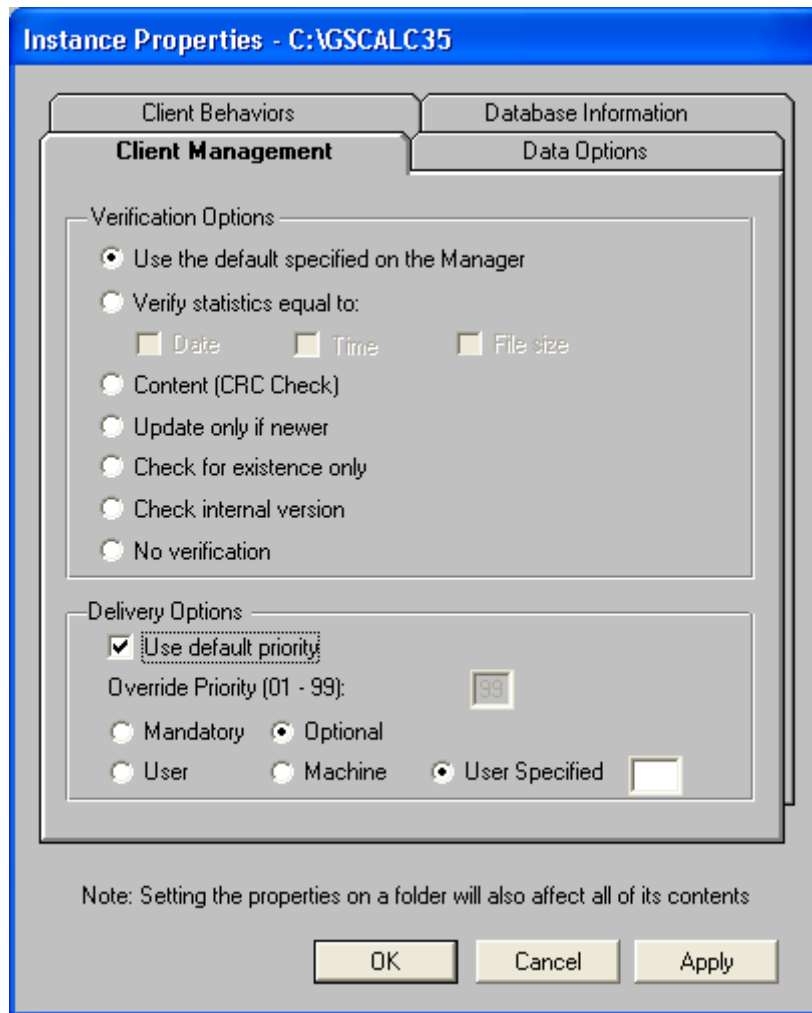 Instance Properties - C:\GSCALC35
Client Behaviors
Database Information
Client Management
Data Options
Verification Options
Use the default specified on the Manager
Verify statistics equal to:
Date Time File size
Content (CRC Check)
Update only if newer
Check for existence only
Check internal version
No verification
Delivery Options
Use default priority
Override Priority (01 - 99): 99
Mandatory Optional
User Machine User Specified
Note: Setting the properties on a folder will also affect all of its contents
OK Cancel Apply